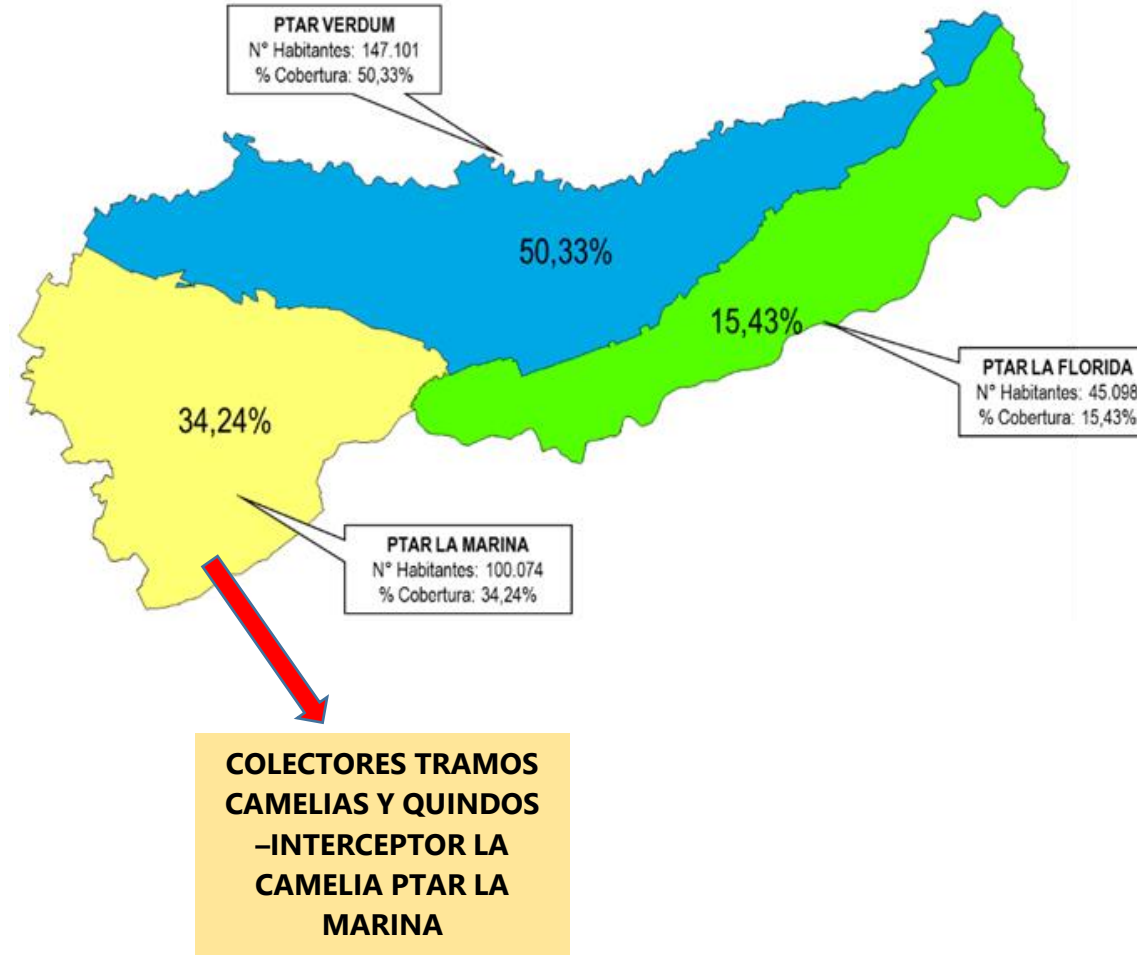 PTAR VERDUM
N° Habitantes: 147.101
% Cobertura: 50,33%
50,33%
15,43%
PTAR LA FLORIDA
N° Habitantes: 45.098
% Cobertura: 15,43%
34,24%
PTAR LA MARINA
N° Habitantes: 100.074
% Cobertura: 34,24%
COLECTORES TRAMOS
CAMELIAS Y QUINDOS
–INTERCEPTOR LA
CAMELIA PTAR LA
MARINA